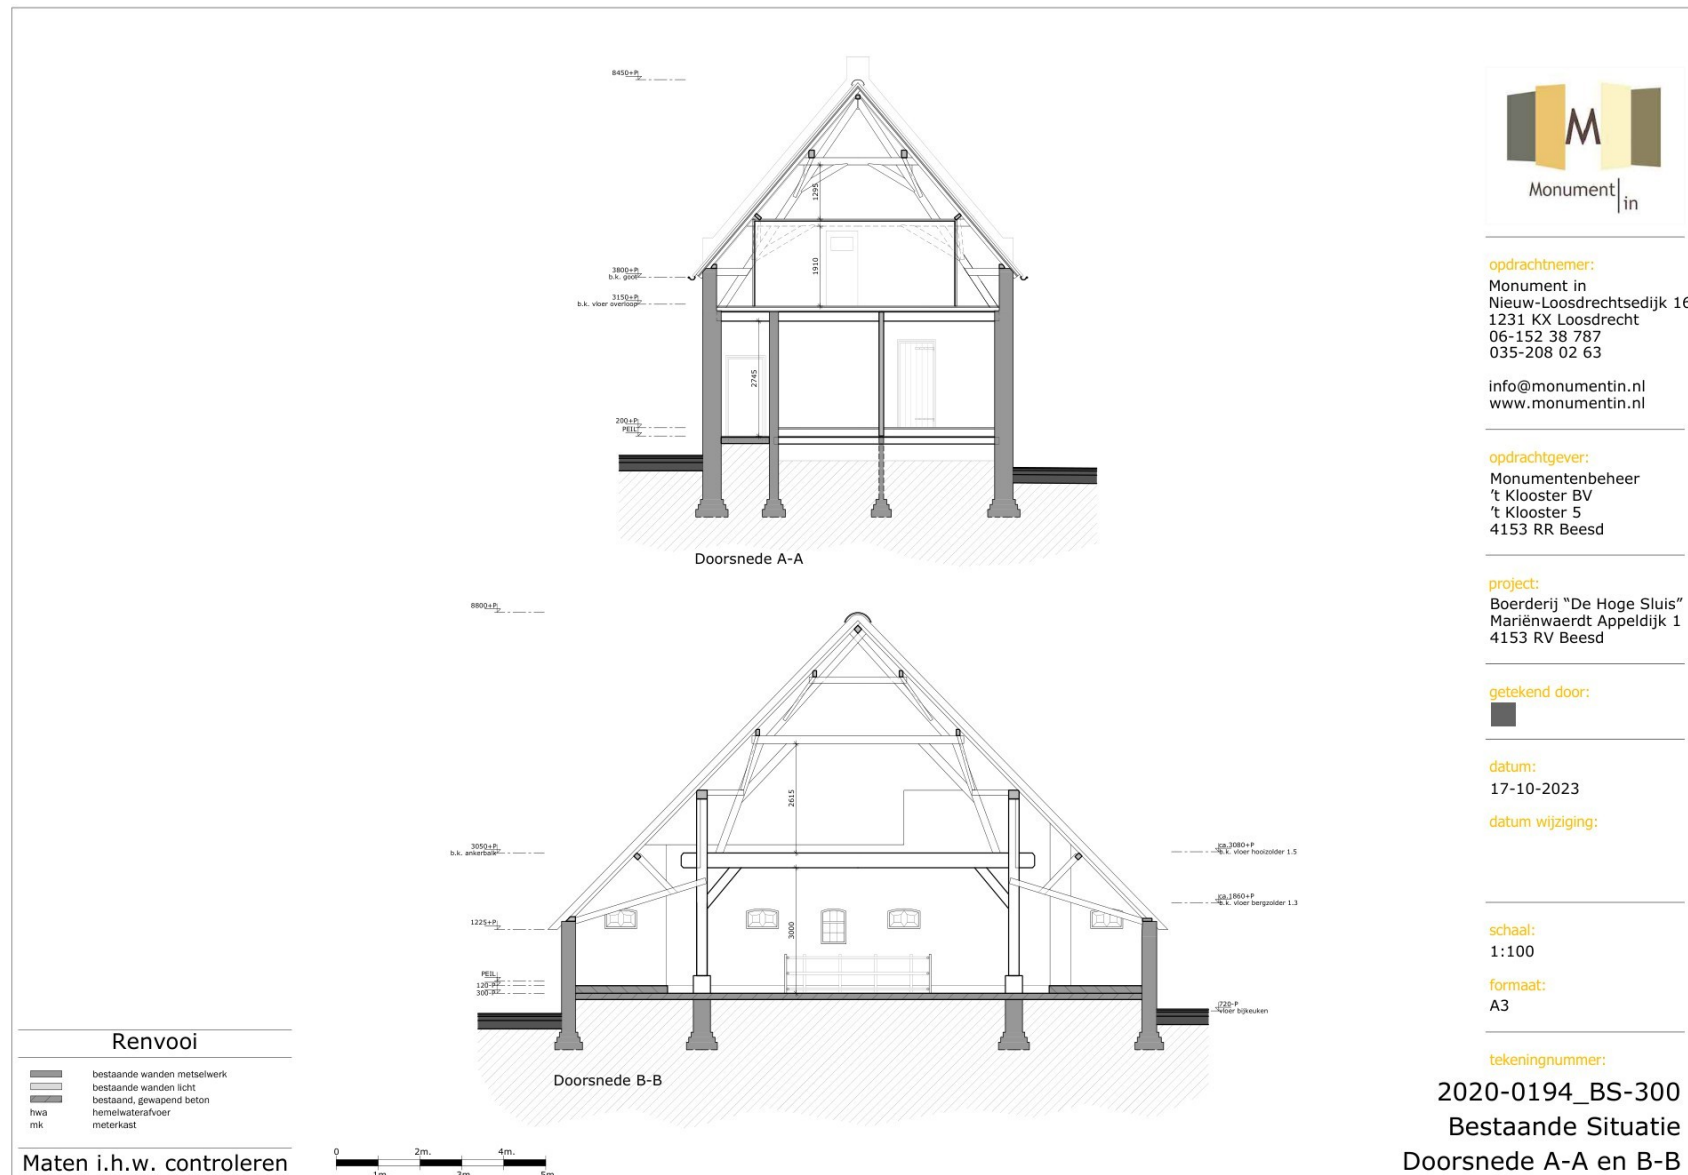 8450+P
3800+P
b.k. goot
3150+P
b.k. vloer overloop
200+P
PEIL
1295
1910
2745
Doorsnede A-A
8800+P
3050+P
b.k. ankerbalk
1225+P
PEIL
120-P
300-P
2615
3000
ca.3080+P
b.k. vloer hooizolder 1.5
ca.1860+P
b.k. vloer bergzolder 1.3
720-P
vloer bijkeuken
Doorsnede B-B
Renvooi
bestaande wanden metselwerk
bestaande wanden licht
bestaand, gewapend beton
hwa hemelwaterafvoer
mk meterkast
Maten i.h.w. controleren
0 2m. 4m.
1m. 3m. 5m.
M
Monument
in
opdrachtnemer:
Monument in
Nieuw-Loosdrechtsedijk 16
1231 KX Loosdrecht
06-152 38 787
035-208 02 63
info@monumentin.nl
www.monumentin.nl
opdrachtgever:
Monumentenbeheer
't Klooster BV
't Klooster 5
4153 RR Beesd
project:
Boerderij “De Hoge Sluis”
Mariënwaerdt Appeldijk 1
4153 RV Beesd
getekend door:
datum:
17-10-2023
datum wijziging:
schaal:
1:100
formaat:
A3
tekeningnummer:
2020-0194_BS-300
Bestaande Situatie
Doorsnede A-A en B-B